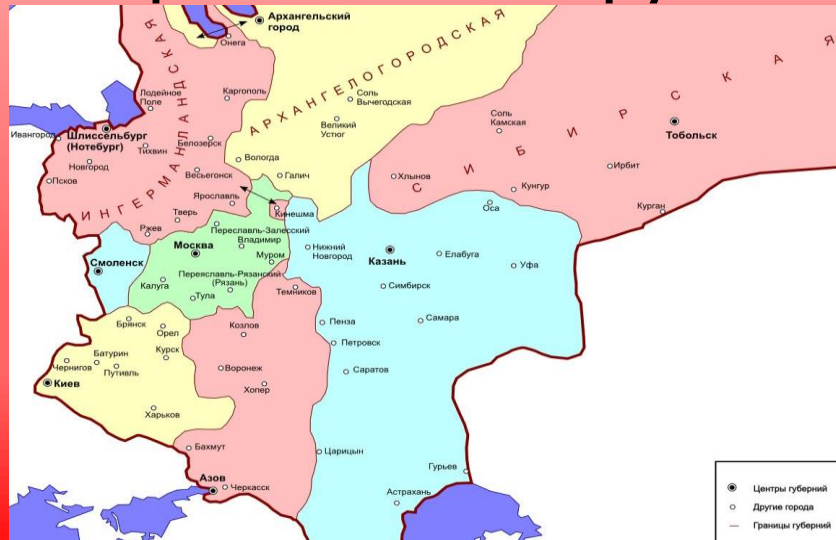 Архангельский
город
Онега
ИНГЕРМАНЛАНДСКАЯ
АРХАНГЕЛОГОРОДСКАЯ
СИБИРСКАЯ
Лодейное
Поле
Каргополь
Соль
Вычегодская
Великий
Устюг
Соль
Камская
Тобольск
Ивангород
Шлиссельбург
(Нотебург)
Тихвин
Белозерск
Новгород
Псков
Весьегонск
Вологда
Галич
Хлынов
Кунгур
Ирбит
Курган
Оса
Ярославль
Тверь
Кинешма
Ржев
Переславль-Залесский
Владимир
Москва
Муром
Нижний
Новгород
Казань
Елабуга
Уфа
Смоленск
Калуга
Переяславль-Рязанский
(Рязань)
Тула
Темников
Симбирск
Самара
Пенза
Петровск
Саратов
Брянск
Орел
Козлов
Курск
Батурин
Чернигов
Путивль
Киев
Воронеж
Хопер
Харьков
Бахмут
Царицын
Азов
Черкасск
Гурьев
Астрахань
Центры губерний
Другие города
Границы губерний